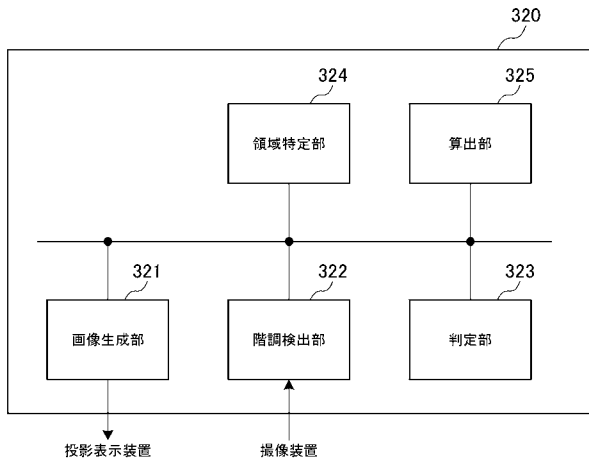 320
324
325
領域特定部
算出部
321
322
323
画像生成部
階調検出部
判定部
投影表示装置
撮像装置